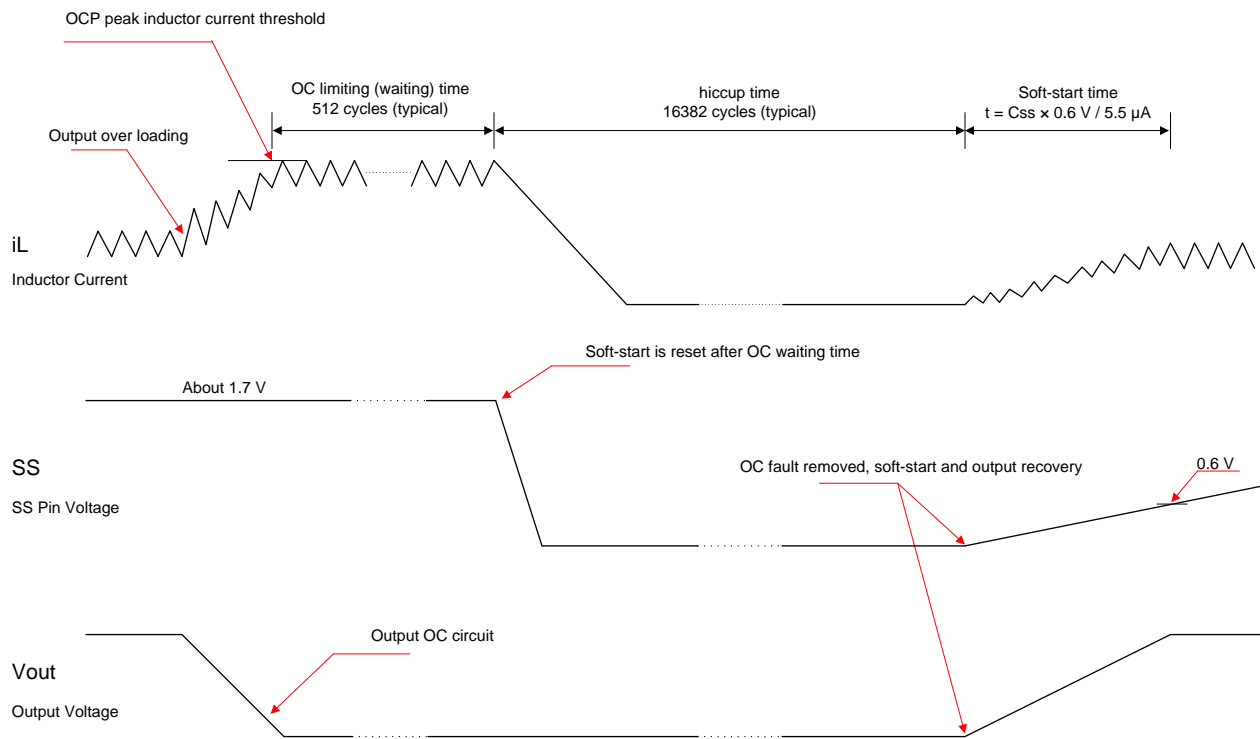 OCP peak inductor current threshold
OC limiting (waiting) time
512 cycles (typical)
hiccup time
16382 cycles (typical)
Soft-start time
t = Css × 0.6 V / 5.5 µA
Output over loading
iL
Inductor Current
Soft-start is reset after OC waiting time
About 1.7 V
SS
SS Pin Voltage
OC fault removed, soft-start and output recovery
0.6 V
Output OC circuit
Vout
Output Voltage